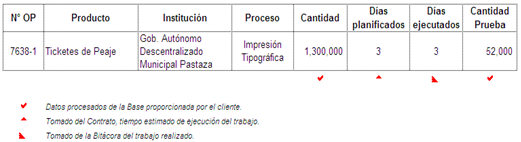 N° OP Producto Institución Proceso Cantidad Días planificados Días ejecutados Cantidad Prueba
7638-1 Ticketes de Peaje Gob. Autónomo Descentralizado Municipal Pastaza Impresión Tipográfica 1,300,000 3 3 52,000
Datos procesados de la Base proporcionada por el cliente.
Tomado del Contrato, tiempo estimado de ejecución del trabajo.
Tomado de la Bitácora del trabajo realizado.